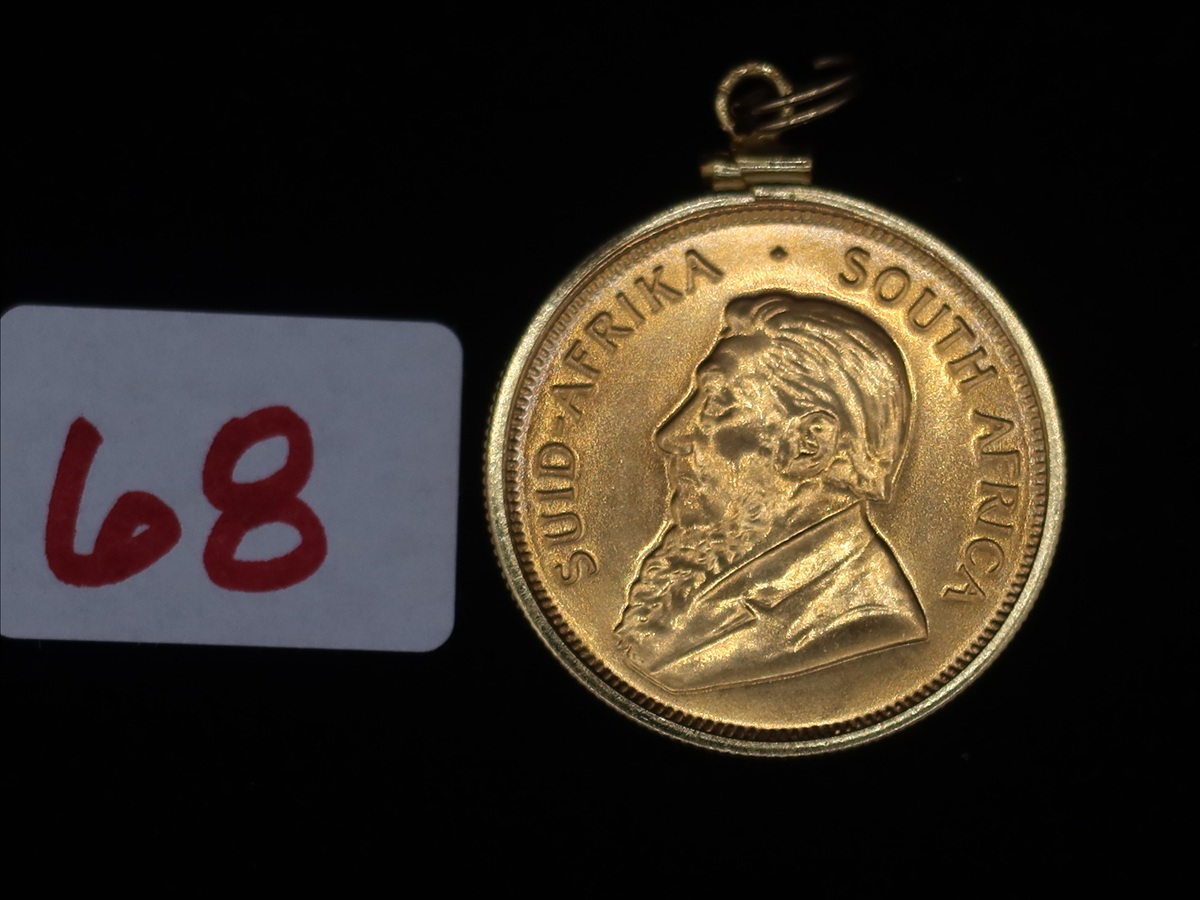 68
SUID-AFRIKA · SOUTH AFRICA